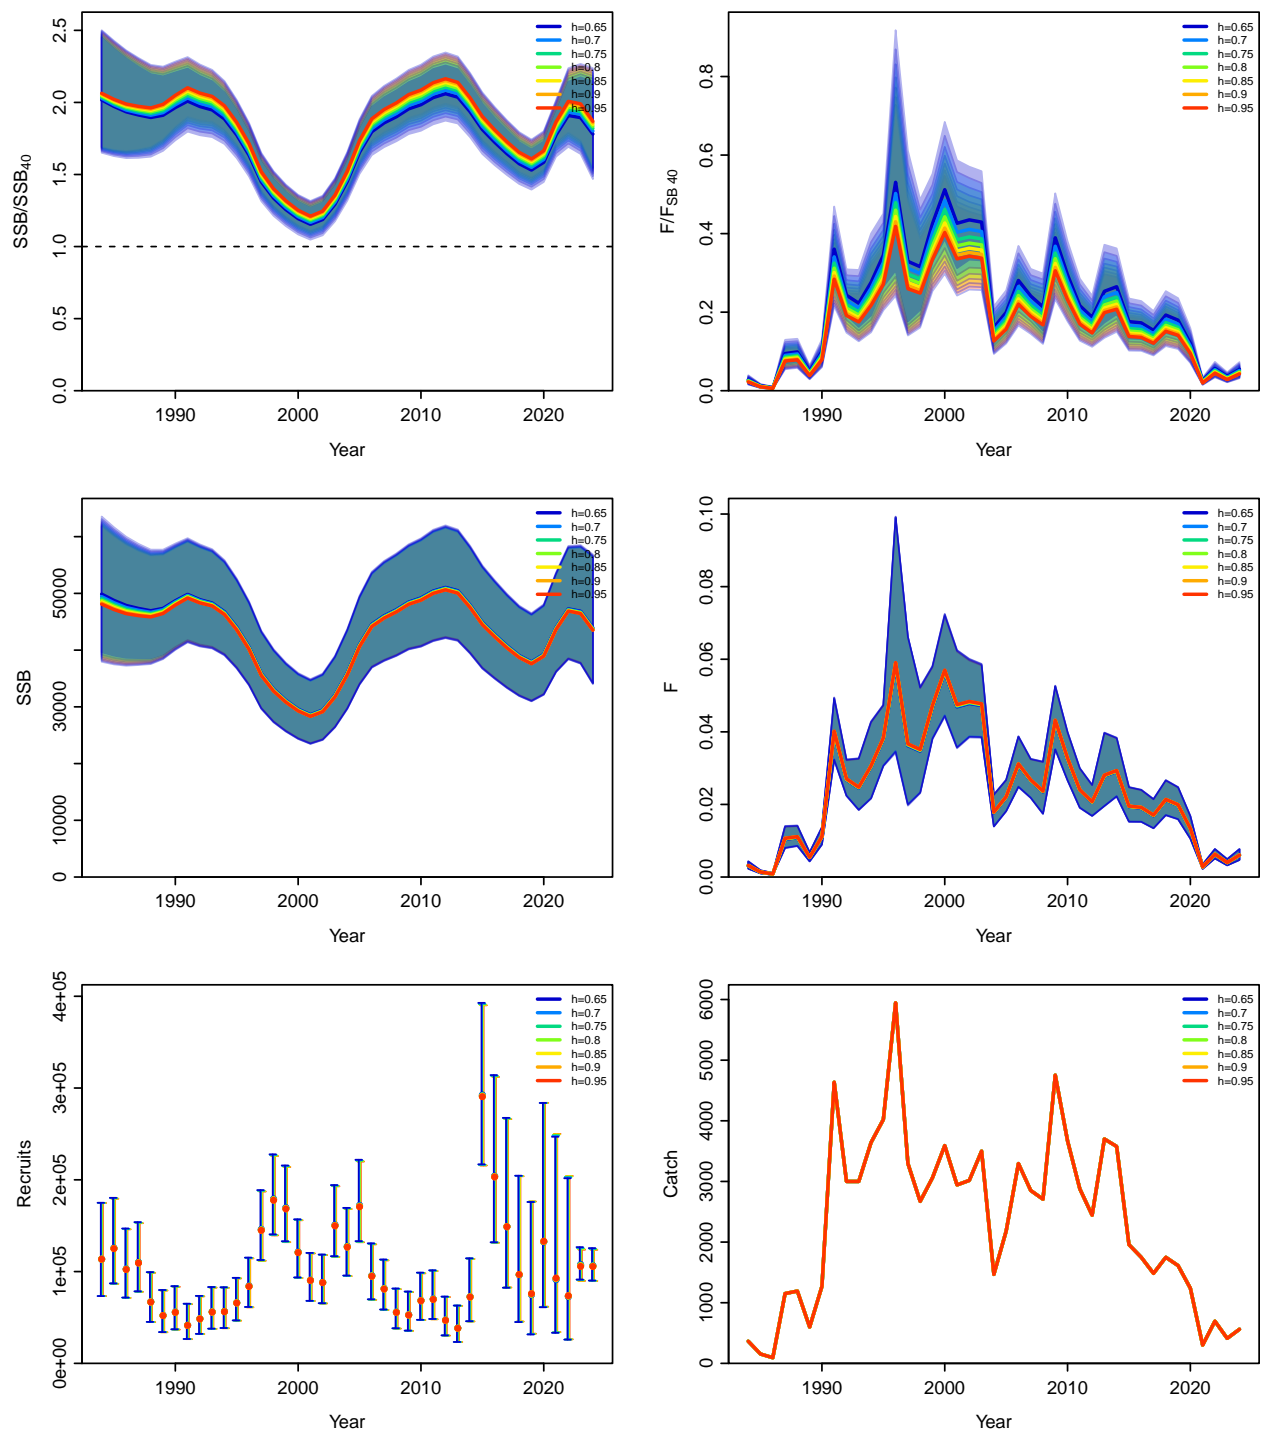 SSB/SSB40
0.0
0.5
1.0
1.5
2.0
2.5
h=0.65
h=0.7
h=0.75
h=0.8
h=0.85
h=0.9
h=0.95
1990
2000
2010
2020
Year
F/FSB 40
0.0
0.2
0.4
0.6
0.8
h=0.65
h=0.7
h=0.75
h=0.8
h=0.85
h=0.9
h=0.95
1990
2000
2010
2020
Year
SSB
0
10000
30000
50000
h=0.65
h=0.7
h=0.75
h=0.8
h=0.85
h=0.9
h=0.95
1990
2000
2010
2020
Year
F
0.00
0.02
0.04
0.06
0.08
0.10
h=0.65
h=0.7
h=0.75
h=0.8
h=0.85
h=0.9
h=0.95
1990
2000
2010
2020
Year
Recruits
0e+00
1e+05
2e+05
3e+05
4e+05
h=0.65
h=0.7
h=0.75
h=0.8
h=0.85
h=0.9
h=0.95
1990
2000
2010
2020
Year
Catch
0
1000
2000
3000
4000
5000
6000
h=0.65
h=0.7
h=0.75
h=0.8
h=0.85
h=0.9
h=0.95
1990
2000
2010
2020
Year